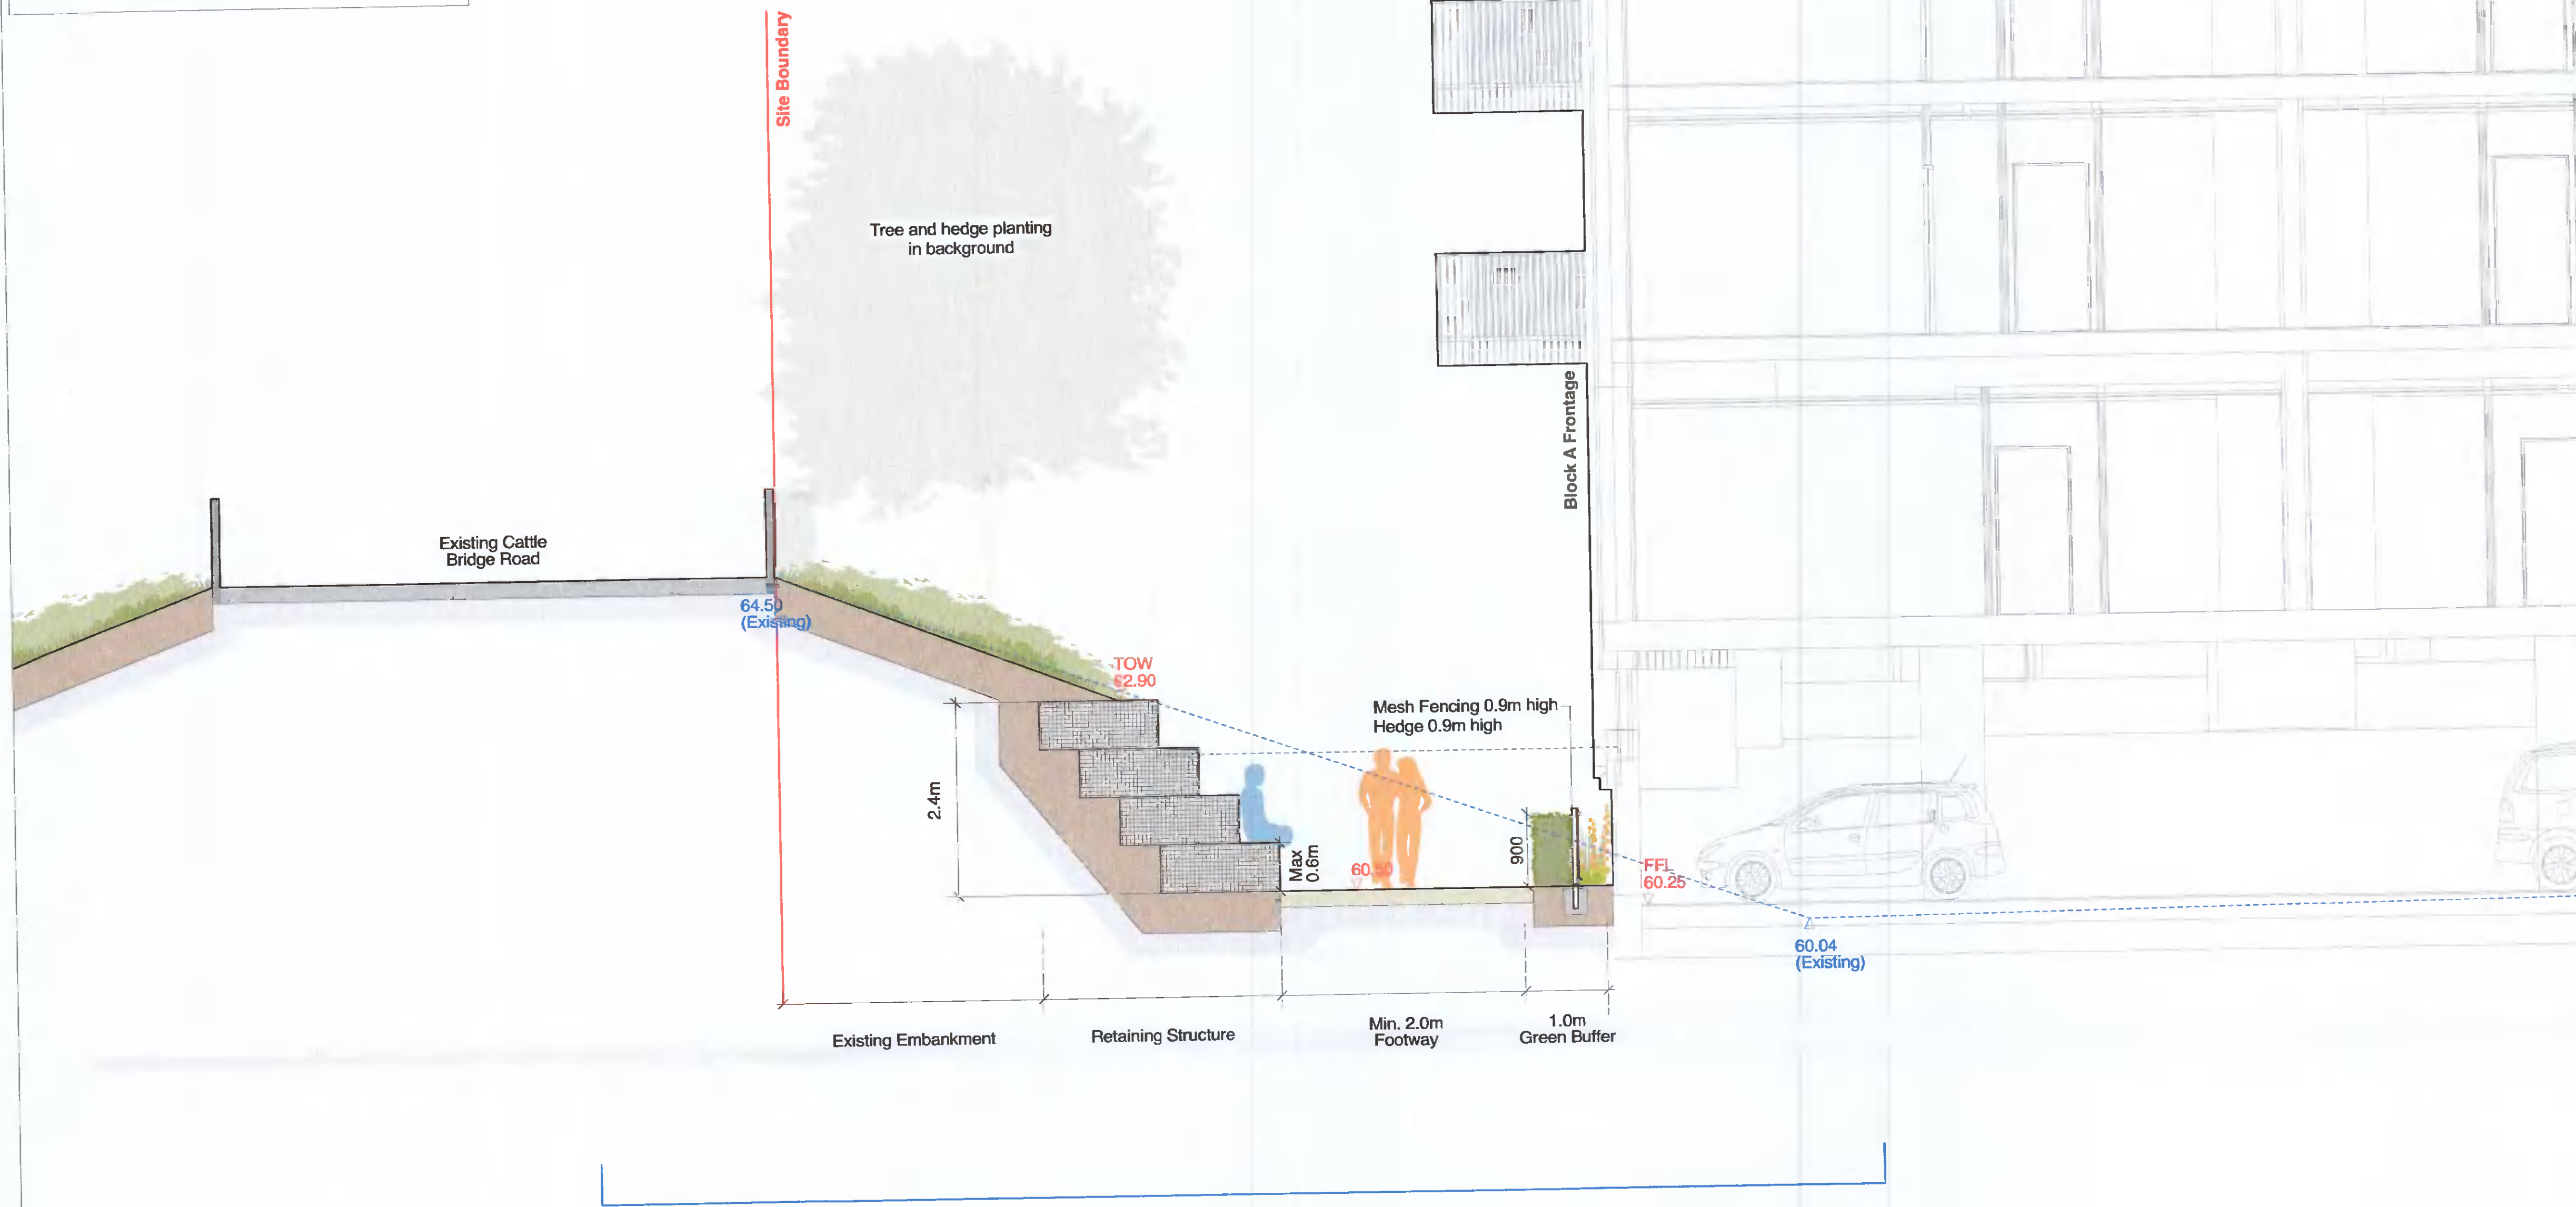 Site Boundary
Tree and hedge planting
in background
Block A Frontage
Existing Cattle
Bridge Road
64.50
(Existing)
TOW
62.90
Mesh Fencing 0.9m high
Hedge 0.9m high
2.4m
Max
0.6m
60.50
900
FFL
60.25
60.04
(Existing)
Existing Embankment
Retaining Structure
Min. 2.0m
Footway
1.0m
Green Buffer